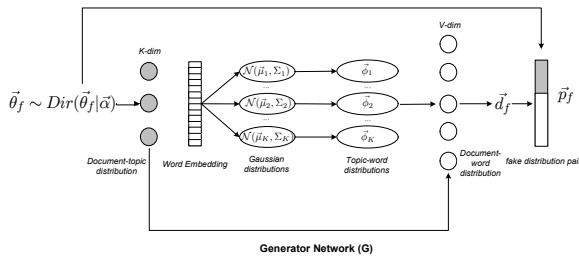 K-dim
V-dim
$\vec{\theta}_f \sim Dir(\vec{\theta}_f|\vec{\alpha})$
$\mathcal{N}(\vec{\mu}_1, \Sigma_1)$
...
$\mathcal{N}(\vec{\mu}_2, \Sigma_2)$
...
$\mathcal{N}(\vec{\mu}_K, \Sigma_K)$
$\vec{\phi}_1$
...
$\vec{\phi}_2$
...
$\vec{\phi}_K$
$\vec{d}_f$
$\vec{p}_f$
Document-topic
distribution
Word Embedding
Gaussian
distributions
Topic-word
distributions
Document-
word
distribution
fake distribution pair
Generator Network (G)